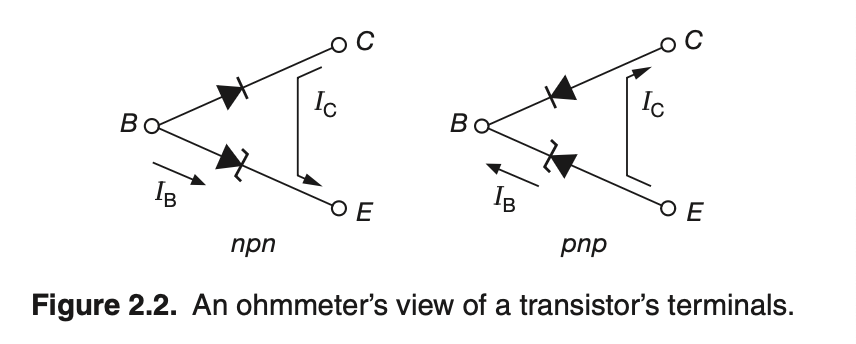 C
C
I_C
I_C
B
B
I_B
I_B
E
E
npn
pnp
Figure 2.2. An ohmmeter's view of a transistor's terminals.